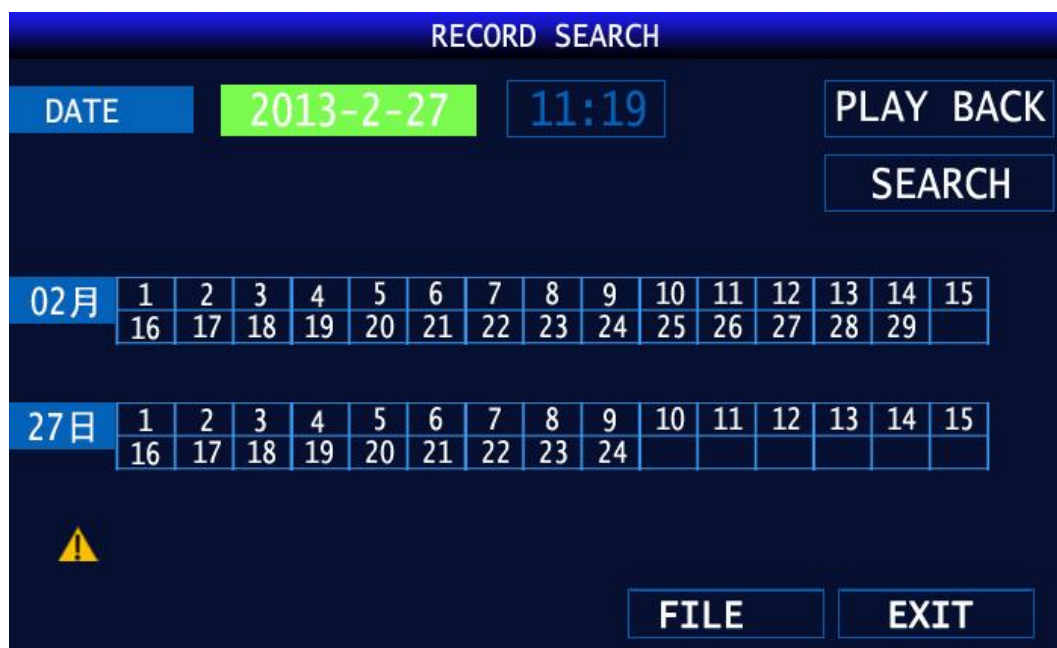 RECORD SEARCH
DATE 2013-2-27 11:19 PLAY BACK
SEARCH
02月 1 2 3 4 5 6 7 8 9 10 11 12 13 14 15
16 17 18 19 20 21 22 23 24 25 26 27 28 29
27日 1 2 3 4 5 6 7 8 9 10 11 12 13 14 15
16 17 18 19 20 21 22 23 24
FILE EXIT